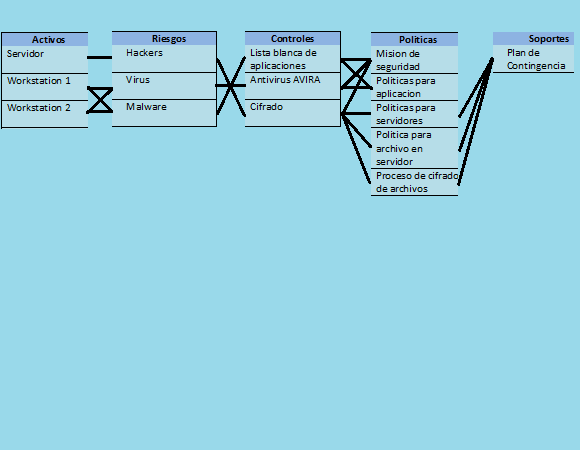 Activos
Servidor
Workstation 1
Workstation 2
Riesgos
Hackers
Virus
Malware
Controles
Lista blanca de
aplicaciones
Antivirus AVIRA
Cifrado
Politicas
Mision de
seguridad
Politicas para
aplicacion
Politicas para
servidores
Politica para
archivo en
servidor
Proceso de cifrado
de archivos
Soportes
Plan de
Contingencia